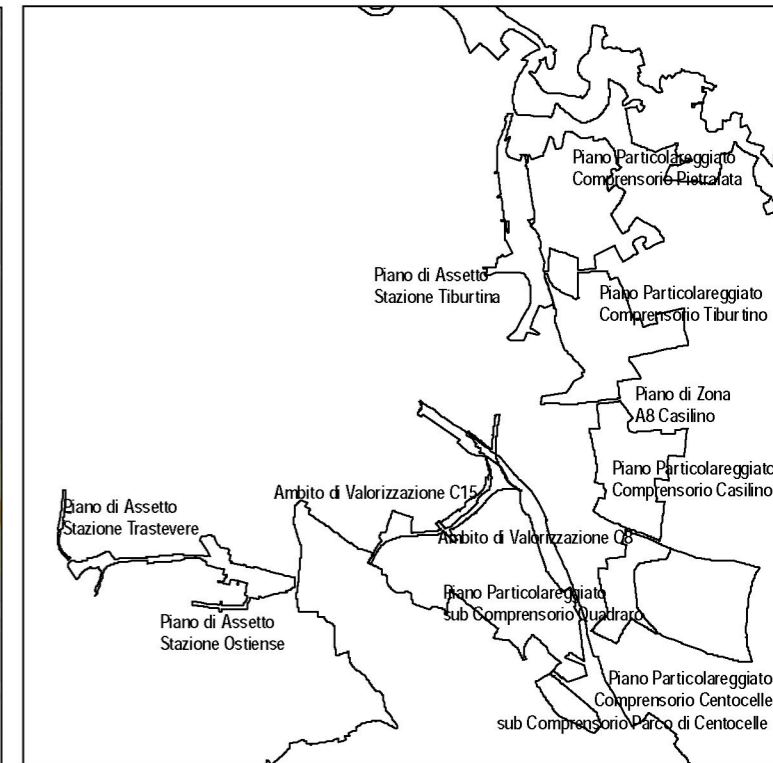 Piano Particolareggiato
Comprensorio Pietralata
Piano di Assetto
Stazione Tiburtina
Piano Particolareggiato
Comprensorio Tiburtino
Piano di Zona
A8 Casilino
Piano Particolareggiato
Comprensorio Casilino
Ambito di Valorizzazione C15
Piano di Assetto
Stazione Trastevere
Ambito di Valorizzazione C8
Piano Particolareggiato
sub Comprensorio Quadraro
Piano di Assetto
Stazione Ostiense
Piano Particolareggiato
Comprensorio Centocelle
sub Comprensorio Parco di Centocelle